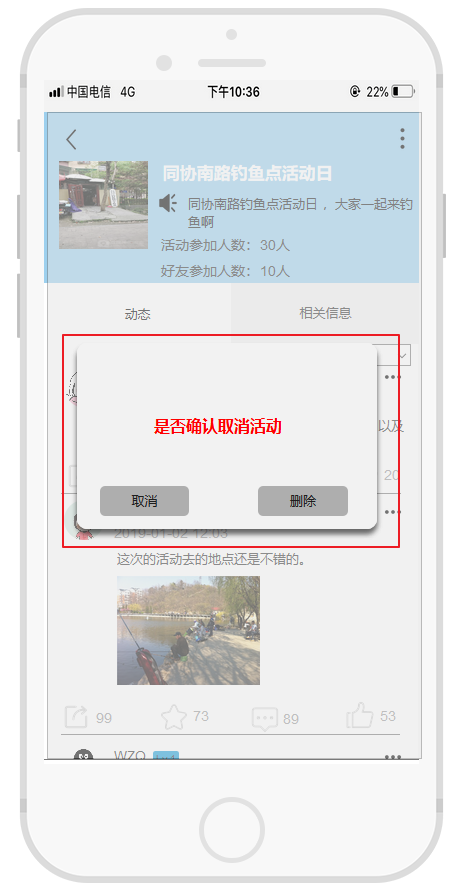 中国电信 4G 下午10:36 22%
同协南路钓鱼点活动日
同协南路钓鱼点活动日，大家一起来钓
鱼啊
活动参加人数：30人
好友参加人数：10人
动态 相关信息
以及
是否确认取消活动
20
取消 删除
2019-01-02 12:03
这次的活动去的地点还是不错的。
99 73 89 53
WZQ